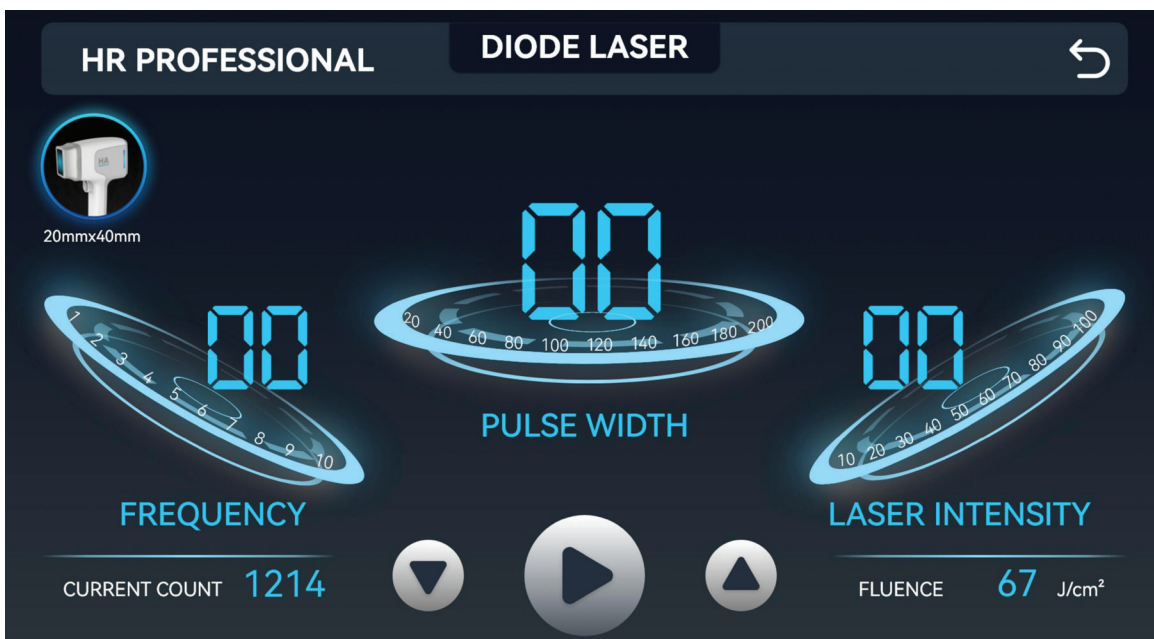 HR PROFESSIONAL
DIODE LASER
HA
20mmx40mm
00
1 2 3 4 5 6 7 8 9 10
FREQUENCY
00
20 40 60 80 100 120 140 160 180 200
PULSE WIDTH
00
10 20 30 40 50 60 70 80 90 100
LASER INTENSITY
CURRENT COUNT 1214
FLUENCE 67 J/cm²